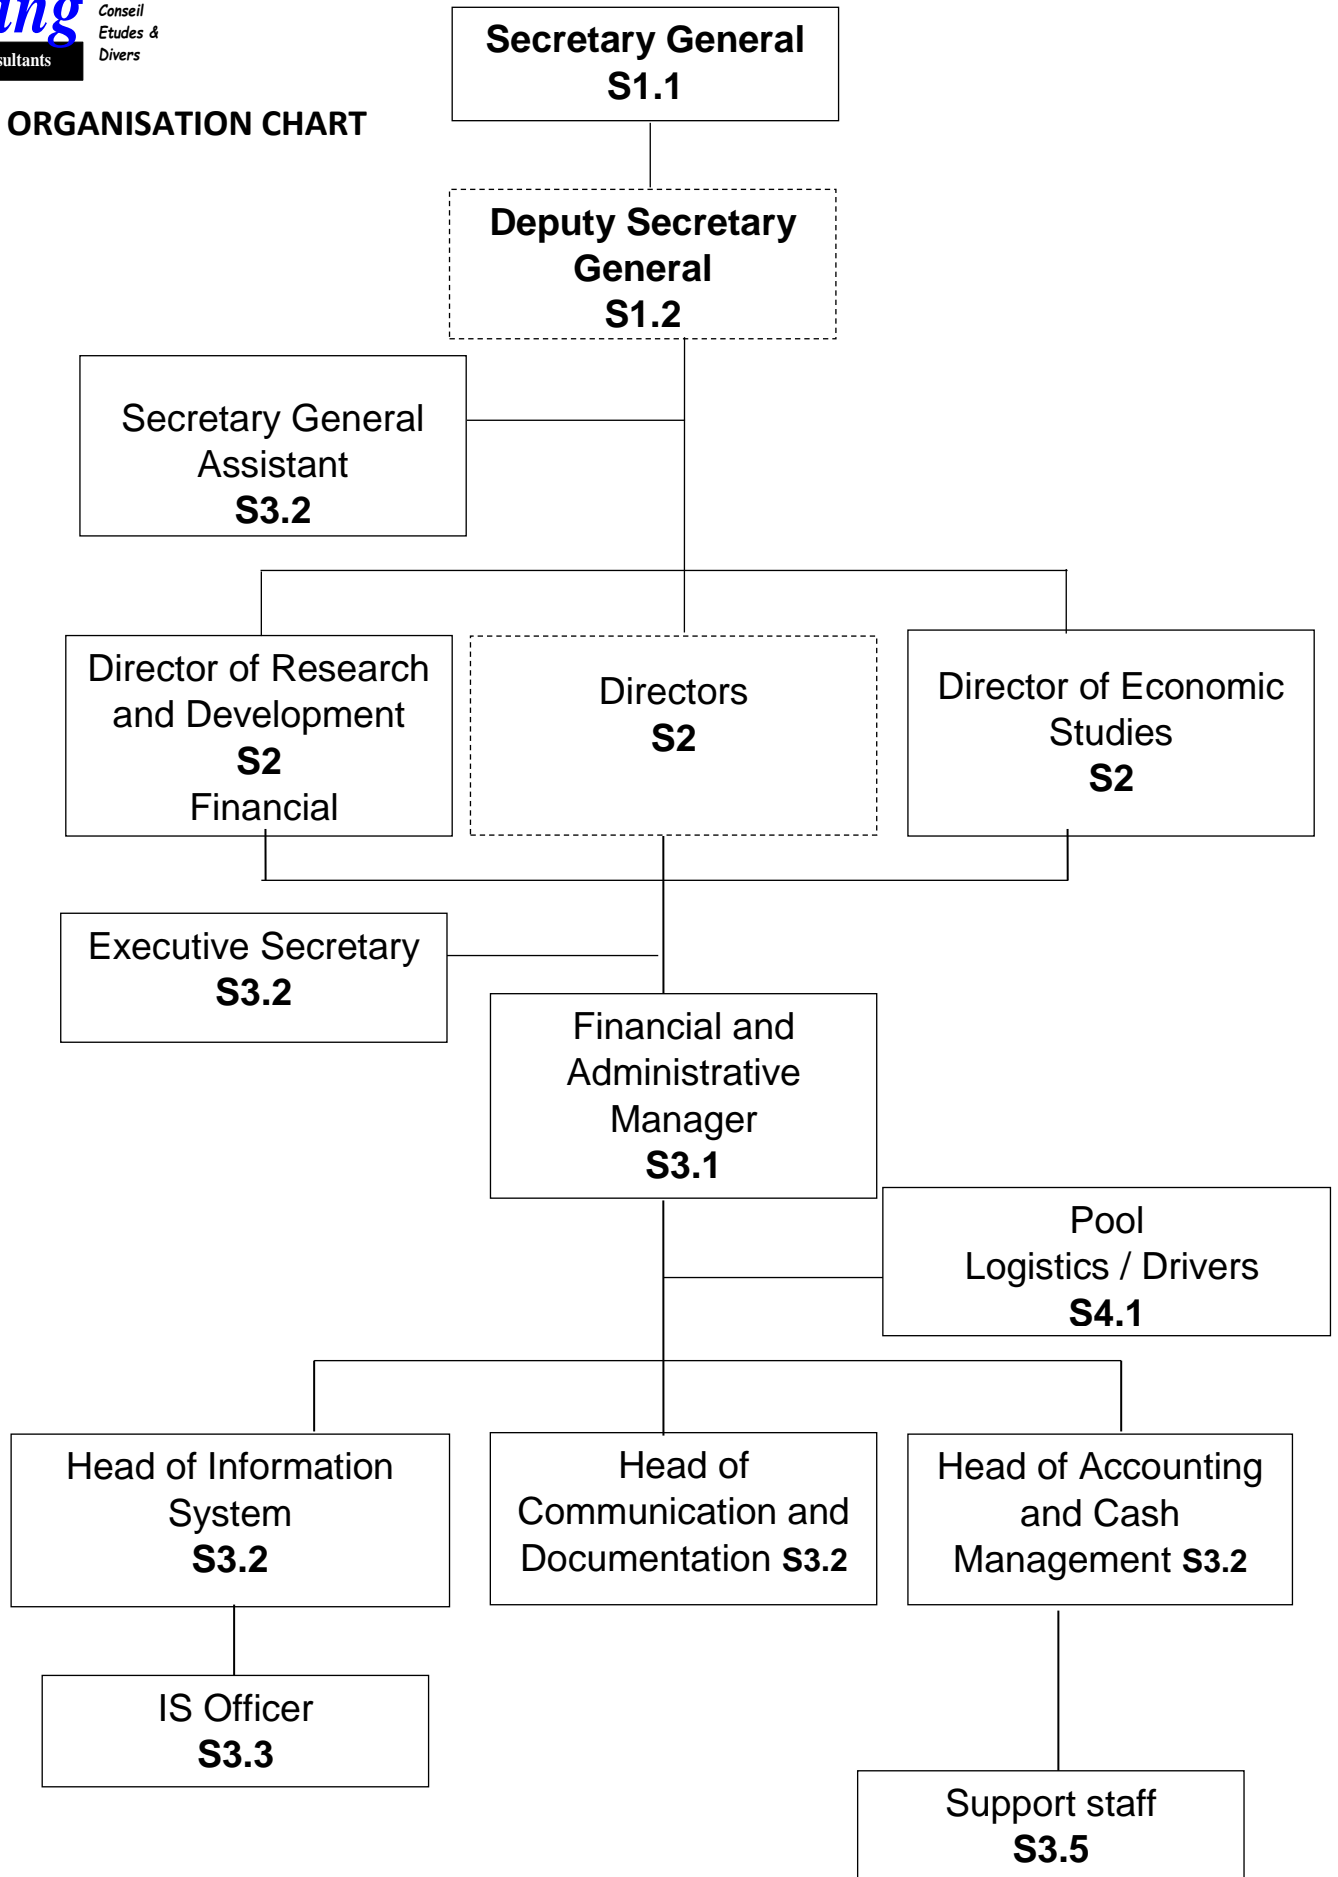 Conseil
Etudes &
Divers
ORGANISATION CHART
Secretary General
S1.1
Deputy Secretary
General
S1.2
Secretary General
Assistant
S3.2
Director of Research
and Development
S2
Financial
Directors
S2
Director of Economic
Studies
S2
Executive Secretary
S3.2
Financial and
Administrative
Manager
S3.1
Pool
Logistics / Drivers
S4.1
Head of Information
System
S3.2
Head of
Communication and
Documentation S3.2
Head of Accounting
and Cash
Management S3.2
IS Officer
S3.3
Support staff
S3.5